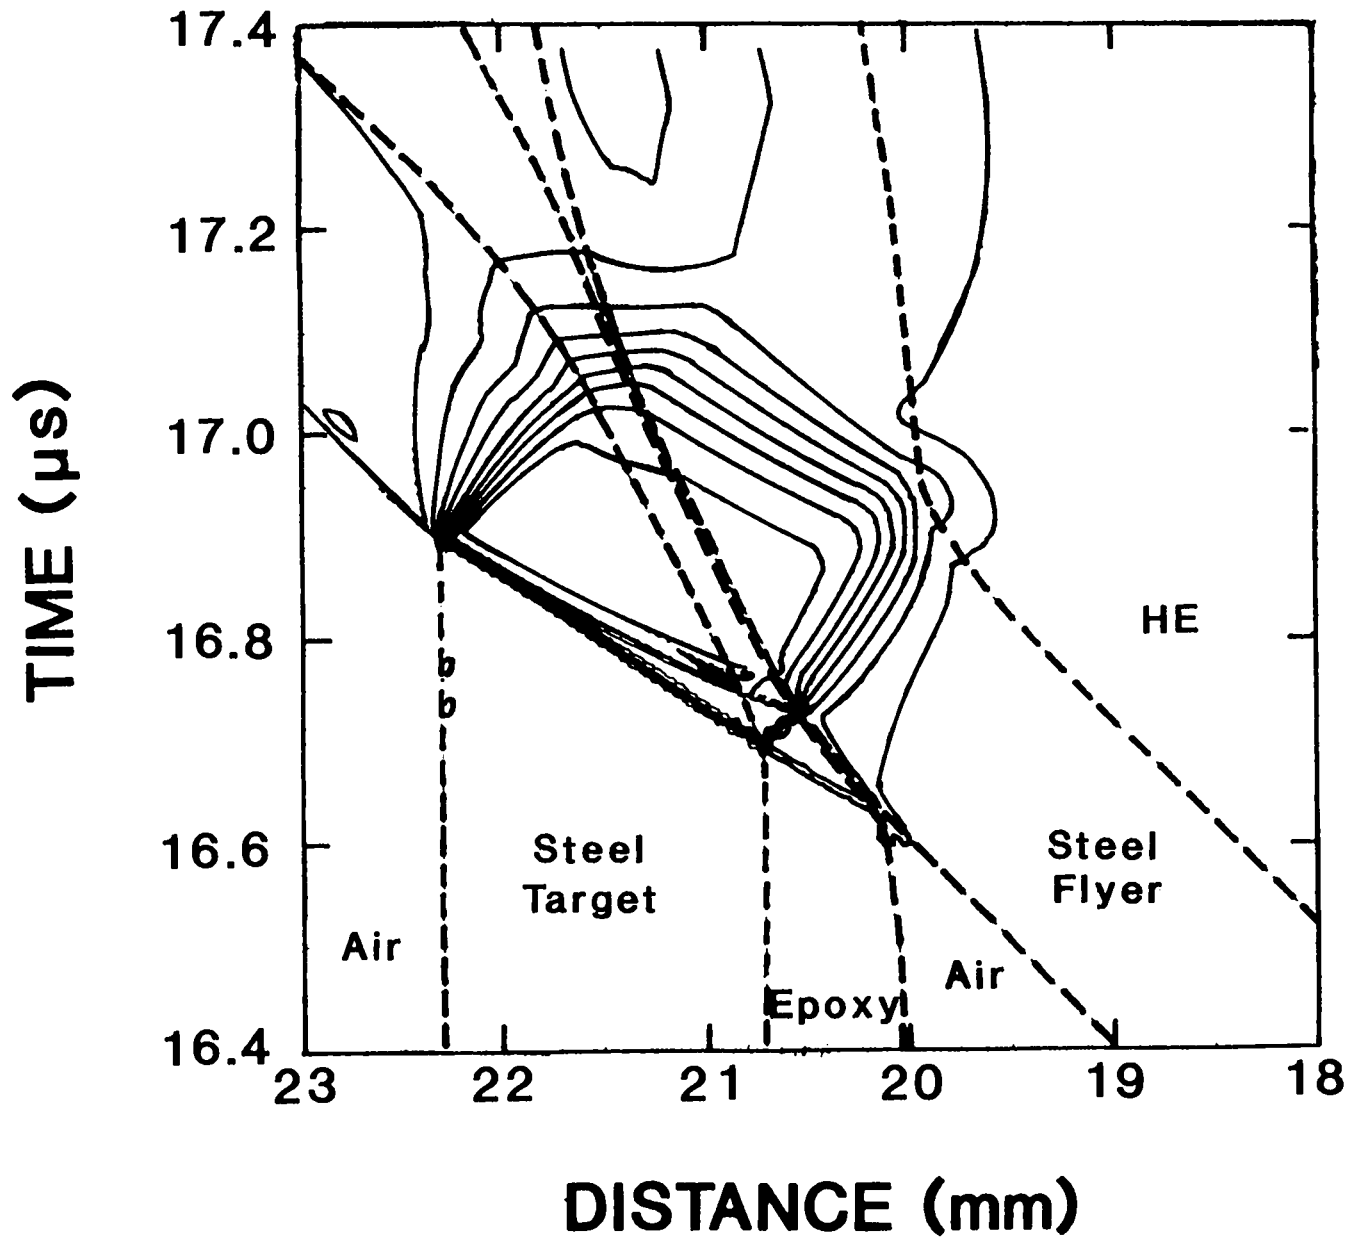 17.4
17.2
17.0
16.8
16.6
16.4
TIME (μs)
HE
b
b
Steel
Target
Steel
Flyer
Air
Air
Epoxy
23
22
21
20
19
18
DISTANCE (mm)